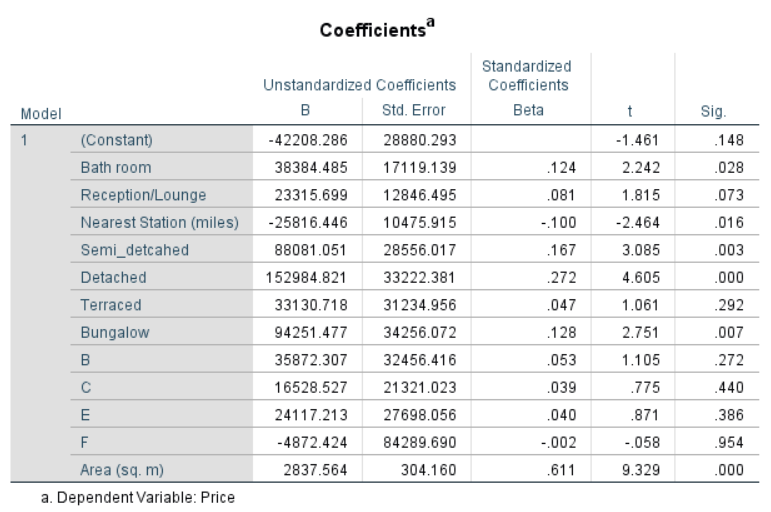 Coefficientsa
Unstandardized Coefficients Standardized Coefficients
Model B Std. Error Beta t Sig.
1 (Constant) -42208.286 28880.293 -1.461 .148
Bath room 38384.485 17119.139 .124 2.242 .028
Reception/Lounge 23315.699 12846.495 .081 1.815 .073
Nearest Station (miles) -25816.446 10475.915 -.100 -2.464 .016
Semi_detcahed 88081.051 28556.017 .167 3.085 .003
Detached 152984.821 33222.381 .272 4.605 .000
Terraced 33130.718 31234.956 .047 1.061 .292
Bungalow 94251.477 34256.072 .128 2.751 .007
B 35872.307 32456.416 .053 1.105 .272
C 16528.527 21321.023 .039 .775 .440
E 24117.213 27698.056 .040 .871 .386
F -4872.424 84289.690 -.002 -.058 .954
Area (sq. m) 2837.564 304.160 .611 9.329 .000
a. Dependent Variable: Price